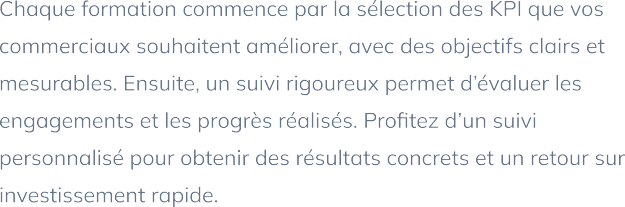 Chaque formation commence par la sélection des KPI que vos
commerciaux souhaitent améliorer, avec des objectifs clairs et
mesurables. Ensuite, un suivi rigoureux permet d'évaluer les
engagements et les progrès réalisés. Profitez d'un suivi
personnalisé pour obtenir des résultats concrets et un retour sur
investissement rapide.